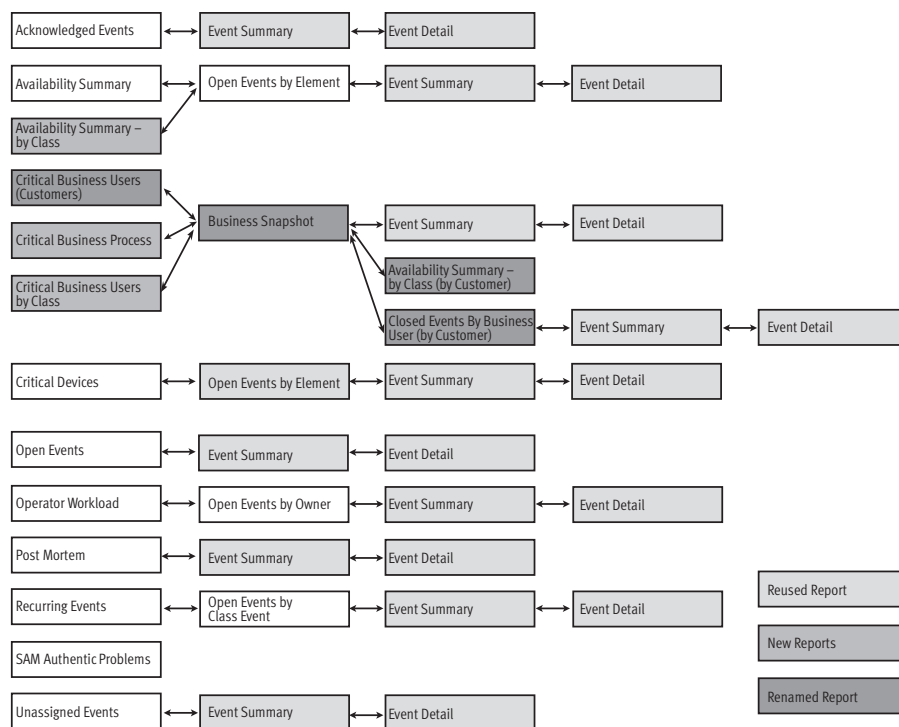 Acknowledged Events
Event Summary
Event Detail
Availability Summary
Open Events by Element
Event Summary
Event Detail
Availability Summary –
by Class
Critical Business Users
(Customers)
Critical Business Process
Critical Business Users
by Class
Business Snapshot
Event Summary
Event Detail
Availability Summary –
by Class (by Customer)
Closed Events By Business
User (by Customer)
Event Summary
Event Detail
Critical Devices
Open Events by Element
Event Summary
Event Detail
Open Events
Event Summary
Event Detail
Operator Workload
Open Events by Owner
Event Summary
Event Detail
Post Mortem
Event Summary
Event Detail
Recurring Events
Open Events by
Class Event
Event Summary
Event Detail
SAM Authentic Problems
Unassigned Events
Event Summary
Event Detail
Reused Report
New Reports
Renamed Report